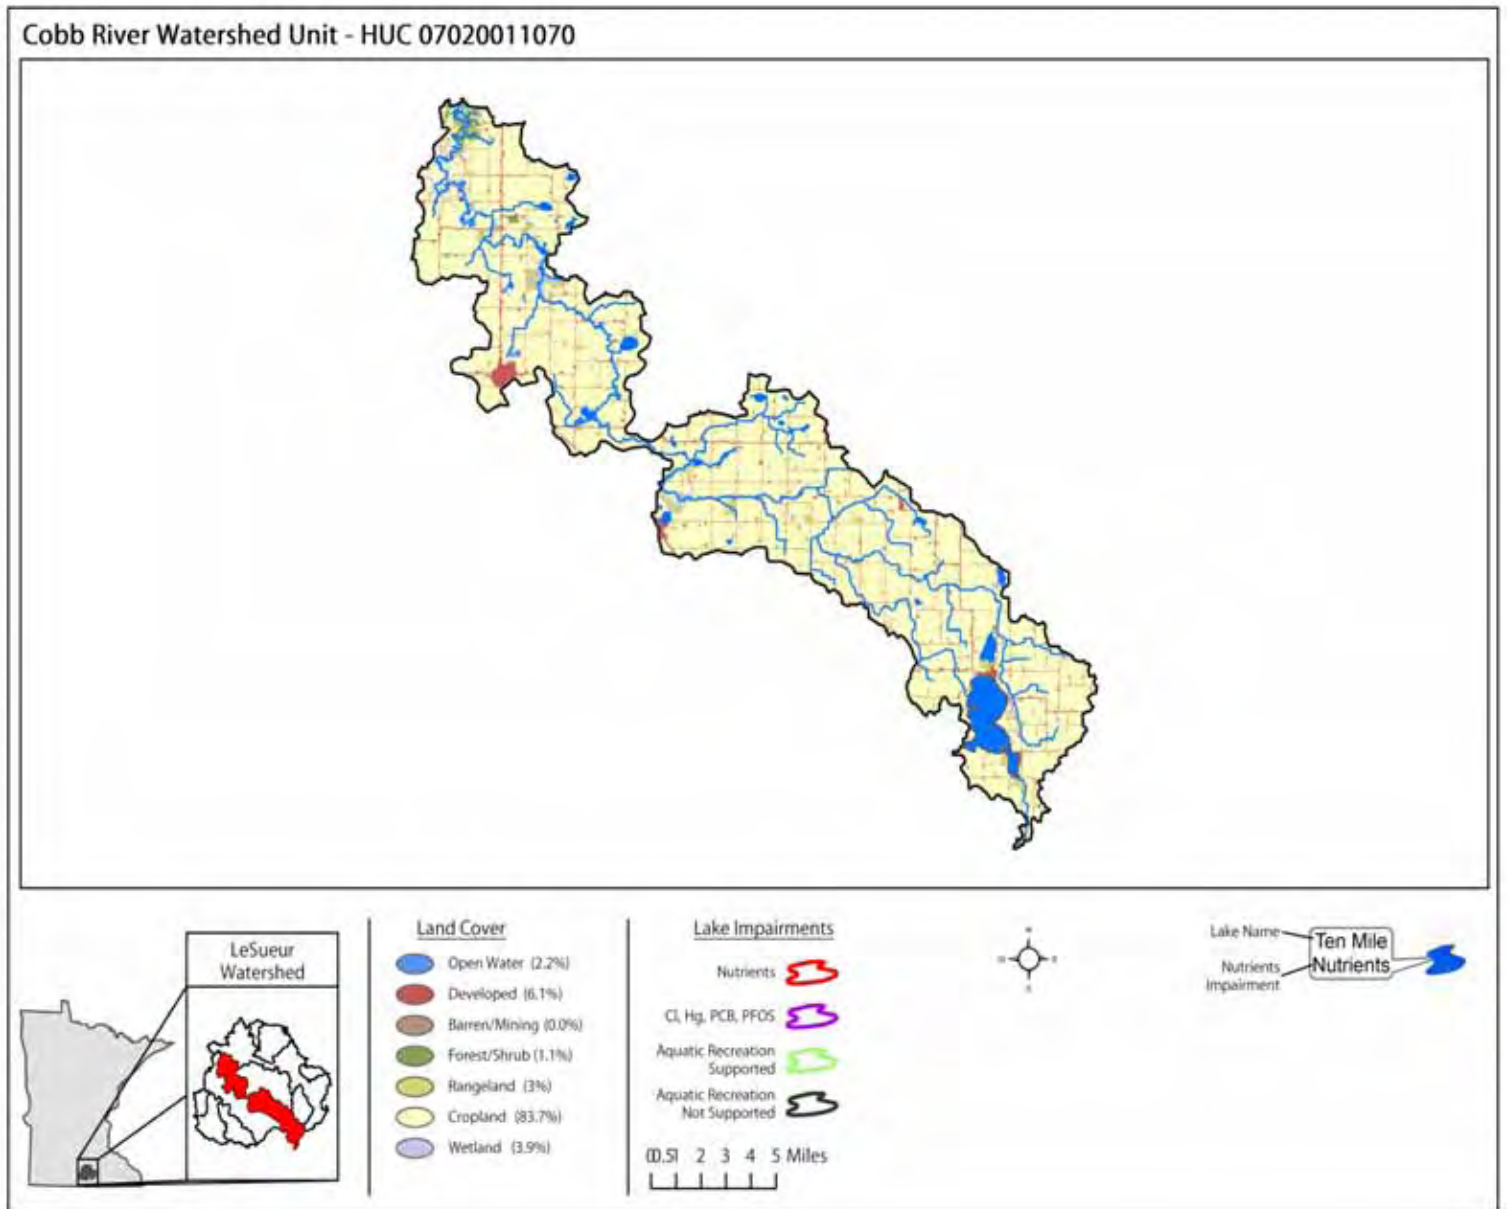 Cobb River Watershed Unit - HUC 07020011070
LeSueur
Watershed
Land Cover
Open Water (2.2%)
Developed (6.1%)
Barren/Mining (0.0%)
Forest/Shrub (1.1%)
Rangeland (3%)
Cropland (83.7%)
Wetland (3.9%)
Lake Impairments
Nutrients
Cl, Hg, PCB, PFOS
Aquatic Recreation
Supported
Aquatic Recreation
Not Supported
0 0.5 1 2 3 4 5 Miles
Lake Name
Nutrients
Impairment
Ten Mile
Nutrients